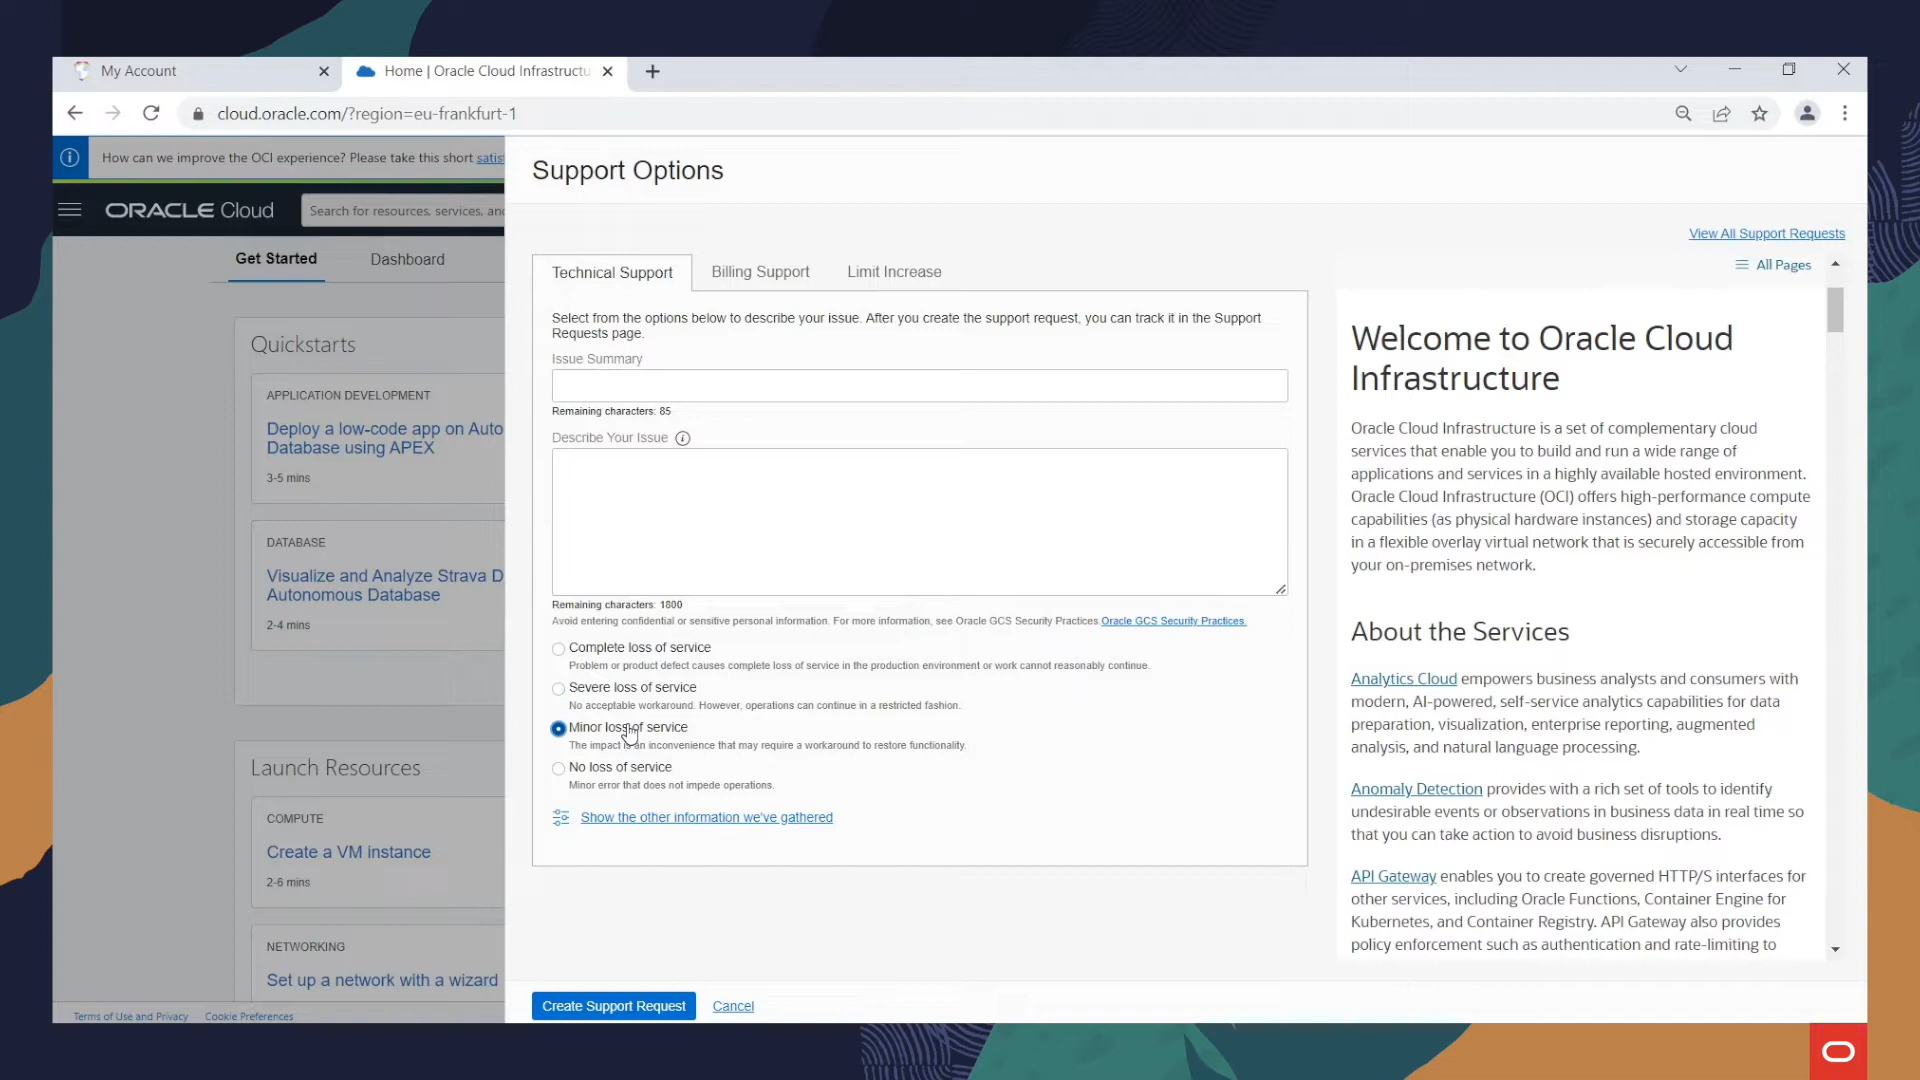 My Account
Home | Oracle Cloud Infrastructu
cloud.oracle.com/?region=eu-frankfurt-1
How can we improve the OCI experience? Please take this short satis
ORACLE Cloud
Search for resources, services, and
Get Started
Dashboard
Quickstarts
APPLICATION DEVELOPMENT
Deploy a low-code app on Auto
Database using APEX
3-5 mins
DATABASE
Visualize and Analyze Strava D
Autonomous Database
2-4 mins
Launch Resources
COMPUTE
Create a VM instance
2-6 mins
NETWORKING
Set up a network with a wizard
Terms of Use and Privacy
Cookie Preferences
Support Options
View All Support Requests
Technical Support
Billing Support
Limit Increase
Select from the options below to describe your issue. After you create the support request, you can track it in the Support
Requests page.
Issue Summary
Remaining characters: 85
Describe Your Issue
Remaining characters: 1800
Avoid entering confidential or sensitive personal information. For more information, see Oracle GCS Security Practices Oracle GCS Security Practices.
Complete loss of service
Problem or product defect causes complete loss of service in the production environment or work cannot reasonably continue.
Severe loss of service
No acceptable workaround. However, operations can continue in a restricted fashion.
Minor loss of service
The impact is an inconvenience that may require a workaround to restore functionality.
No loss of service
Minor error that does not impede operations.
Show the other information we've gathered
Create Support Request
Cancel
All Pages
Welcome to Oracle Cloud
Infrastructure
Oracle Cloud Infrastructure is a set of complementary cloud
services that enable you to build and run a wide range of
applications and services in a highly available hosted environment.
Oracle Cloud Infrastructure (OCI) offers high-performance compute
capabilities (as physical hardware instances) and storage capacity
in a flexible overlay virtual network that is securely accessible from
your on-premises network.
About the Services
Analytics Cloud empowers business analysts and consumers with
modern, AI-powered, self-service analytics capabilities for data
preparation, visualization, enterprise reporting, augmented
analysis, and natural language processing.
Anomaly Detection provides with a rich set of tools to identify
undesirable events or observations in business data in real time so
that you can take action to avoid business disruptions.
API Gateway enables you to create governed HTTP/S interfaces for
other services, including Oracle Functions, Container Engine for
Kubernetes, and Container Registry. API Gateway also provides
policy enforcement such as authentication and rate-limiting to